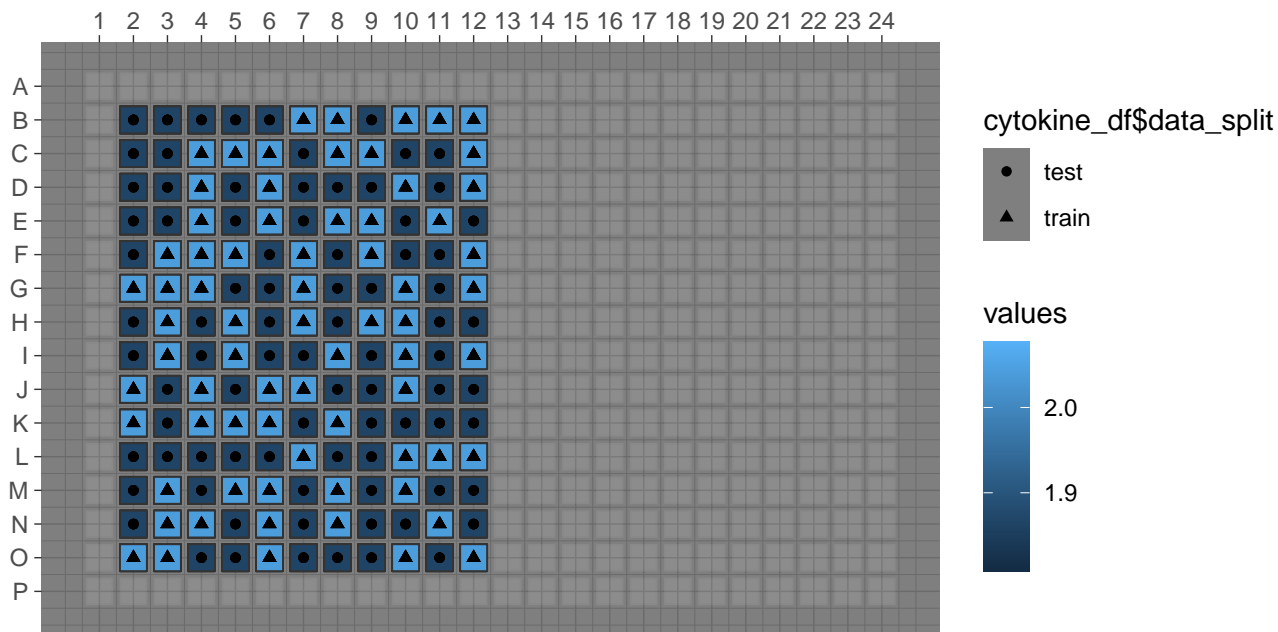 1 2 3 4 5 6 7 8 9 10 11 12 13 14 15 16 17 18 19 20 21 22 23 24
A
B
C
D
E
F
G
H
I
J
K
L
M
N
O
P
cytokine_df$data_split
test
train
values
2.0
1.9